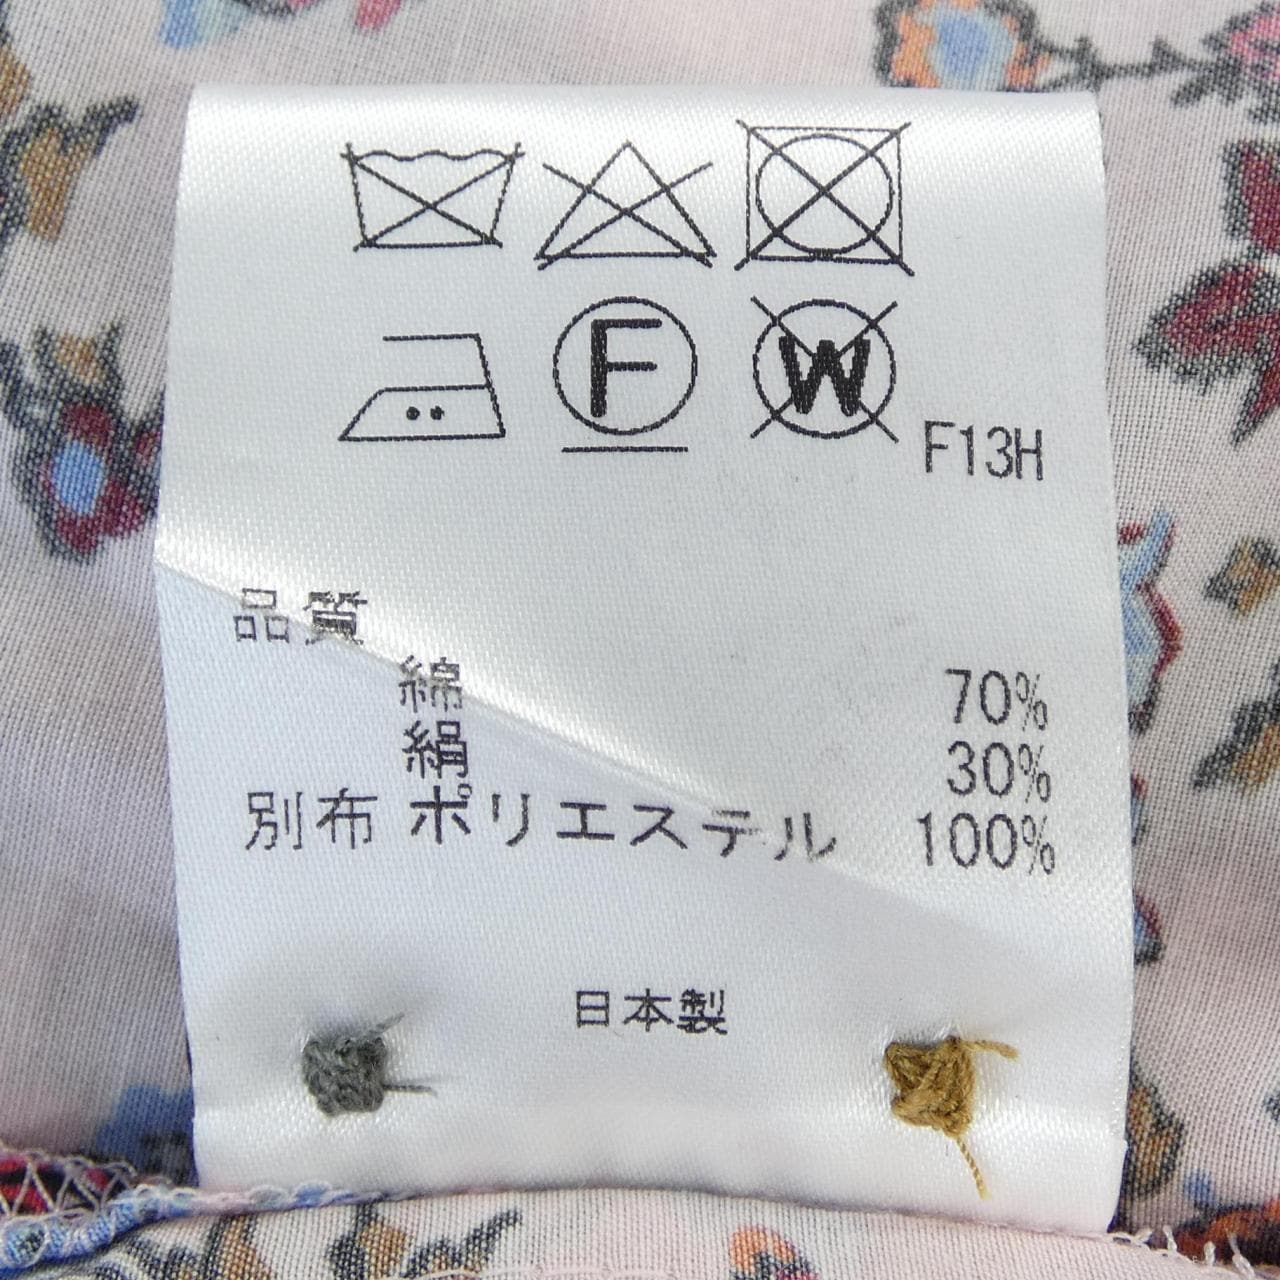 F W F13H
品質
綿 70%
絹 30%
別布 ポリエステル 100%
日本製